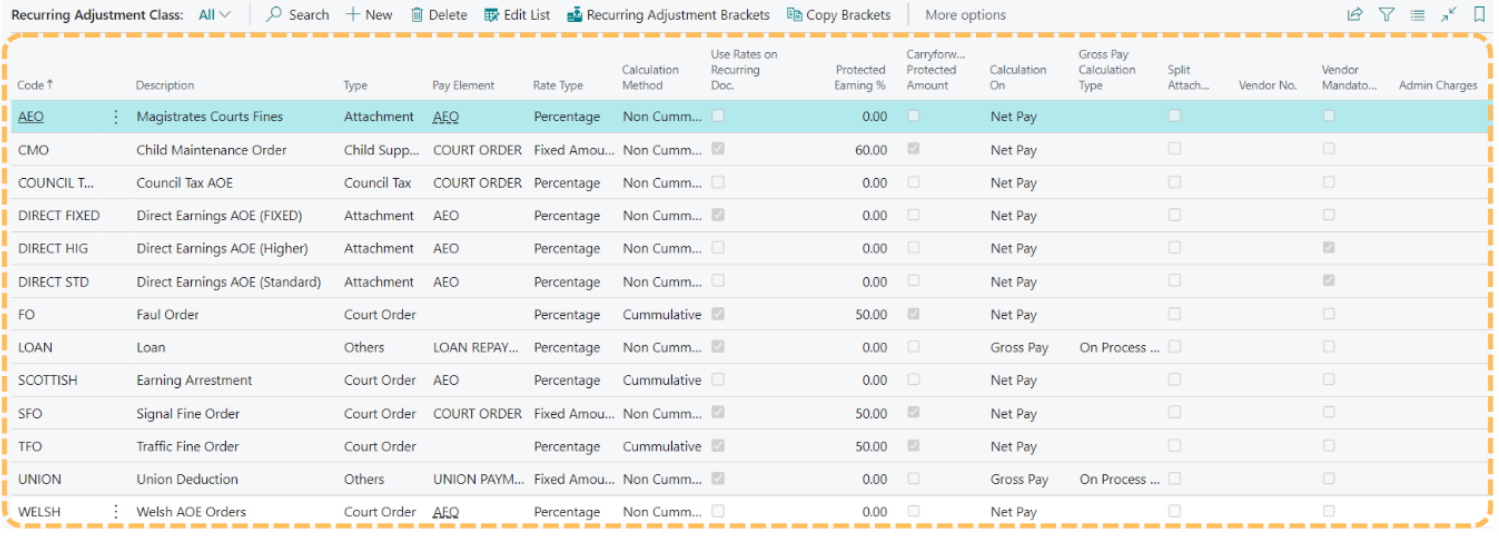 Recurring Adjustment Class: All Search New Delete Edit List Recurring Adjustment Brackets Copy Brackets More options
Code ↑ Description Type Pay Element Rate Type Calculation Method Use Rates on Recurring Doc. Protected Earning % Carryforw... Protected Amount Calculation On Gross Pay Calculation Type Split Attach... Vendor No. Vendor Mandato... Admin Charges
AEO Magistrates Courts Fines Attachment AEO Percentage Non Cumm... 0.00 Net Pay
CMO Child Maintenance Order Child Supp... COURT ORDER Fixed Amou... Non Cumm... 60.00 Net Pay
COUNCIL T... Council Tax AOE Council Tax COURT ORDER Percentage Non Cumm... 0.00 Net Pay
DIRECT FIXED Direct Earnings AOE (FIXED) Attachment AEO Percentage Non Cumm... 0.00 Net Pay
DIRECT HIG Direct Earnings AOE (Higher) Attachment AEO Percentage Non Cumm... 0.00 Net Pay
DIRECT STD Direct Earnings AOE (Standard) Attachment AEO Percentage Non Cumm... 0.00 Net Pay
FO Faul Order Court Order Percentage Cummulative 50.00 Net Pay
LOAN Loan Others LOAN REPAY... Percentage Non Cumm... 0.00 Gross Pay On Process ...
SCOTTISH Earning Arrestment Court Order AEO Percentage Cummulative 0.00 Net Pay
SFO Signal Fine Order Court Order COURT ORDER Fixed Amou... Non Cumm... 50.00 Net Pay
TFO Traffic Fine Order Court Order Percentage Cummulative 50.00 Net Pay
UNION Union Deduction Others UNION PAYM... Fixed Amou... Non Cumm... 0.00 Gross Pay On Process ...
WELSH Welsh AOE Orders Court Order AEO Percentage Non Cumm... 0.00 Net Pay